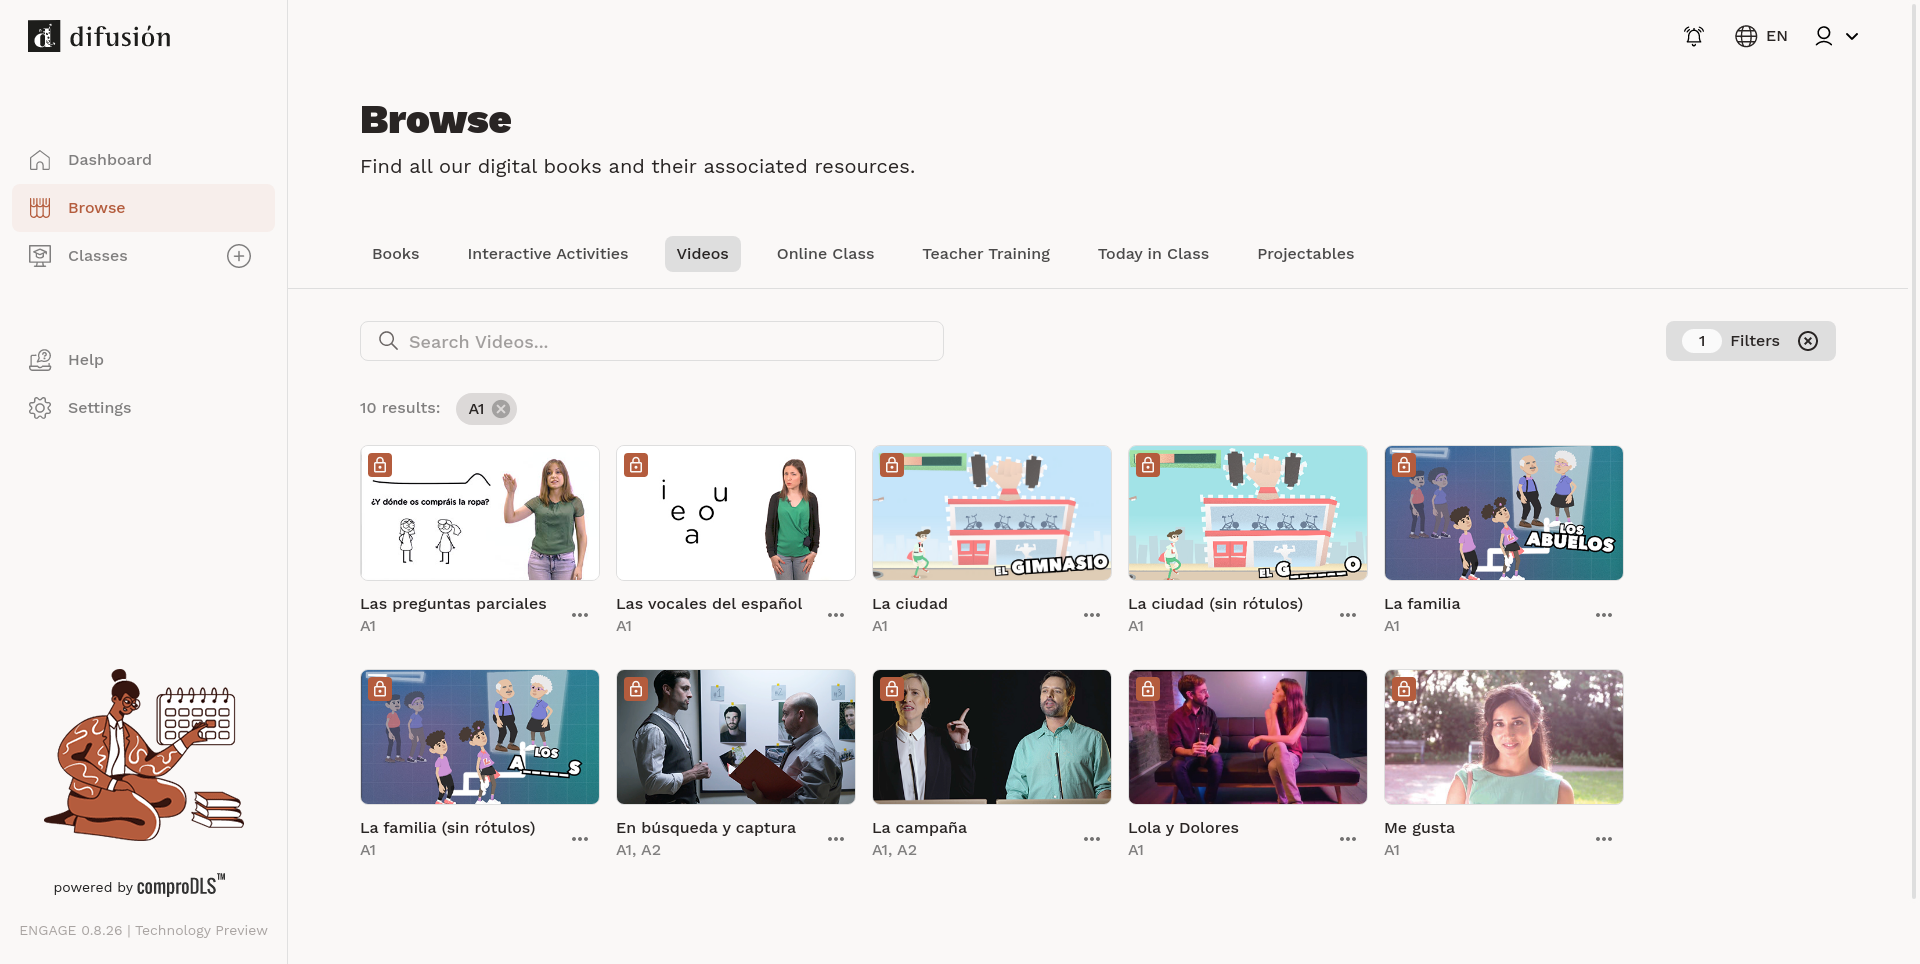 difusión
EN
Dashboard
Browse
Classes
Help
Settings
powered by comproDLS™
ENGAGE 0.8.26 | Technology Preview
Browse
Find all our digital books and their associated resources.
Books
Interactive Activities
Videos
Online Class
Teacher Training
Today in Class
Projectables
Search Videos...
1 Filters
10 results: A1
¿Y dónde os compráis la ropa?
i
u
e o
a
EL GIMNASIO
EL G______O
LOS
ABUELOS
Las preguntas parciales
A1
Las vocales del español
A1
La ciudad
A1
La ciudad (sin rótulos)
A1
La familia
A1
LOS
A_____S
La familia (sin rótulos)
A1
En búsqueda y captura
A1, A2
La campaña
A1, A2
Lola y Dolores
A1
Me gusta
A1